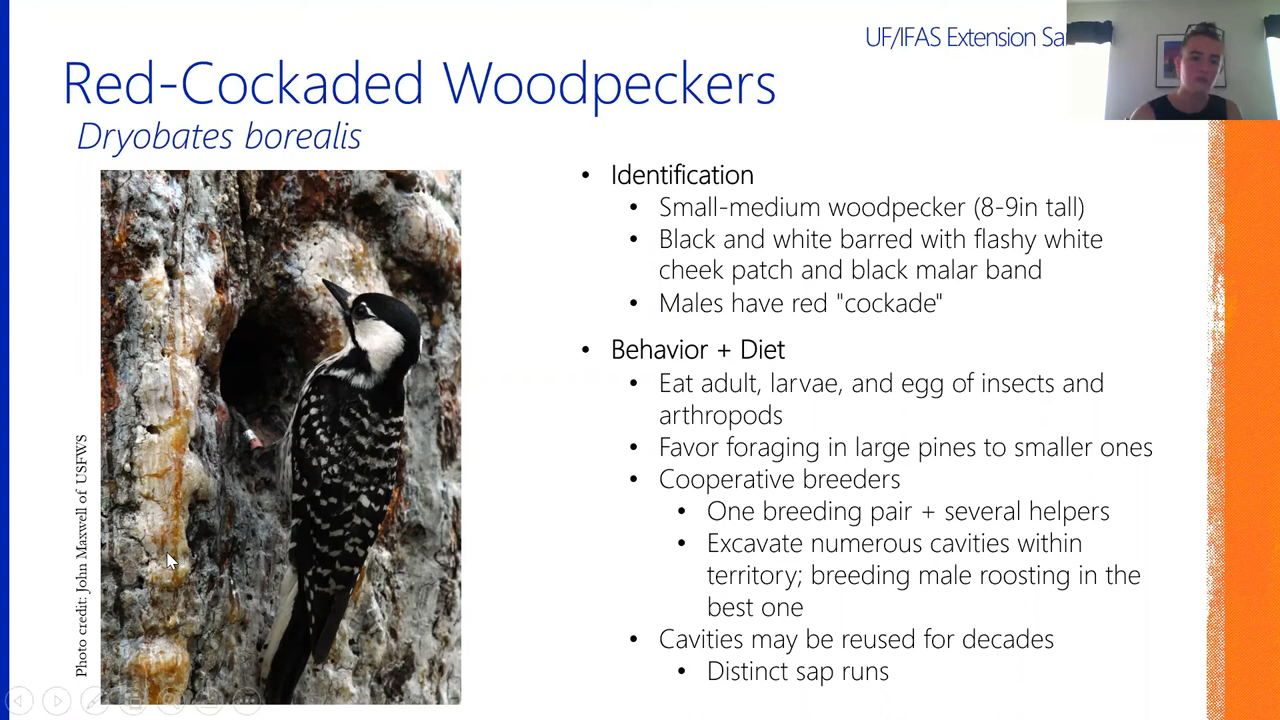 UF/IFAS Extension Sa
Red-Cockaded Woodpeckers
Dryobates borealis
• Identification
• Small-medium woodpecker (8-9in tall)
• Black and white barred with flashy white
cheek patch and black malar band
• Males have red "cockade"
• Behavior + Diet
• Eat adult, larvae, and egg of insects and
arthropods
• Favor foraging in large pines to smaller ones
• Cooperative breeders
• One breeding pair + several helpers
• Excavate numerous cavities within
territory; breeding male roosting in the
best one
• Cavities may be reused for decades
• Distinct sap runs
Photo credit: John Maxwell of USFWS